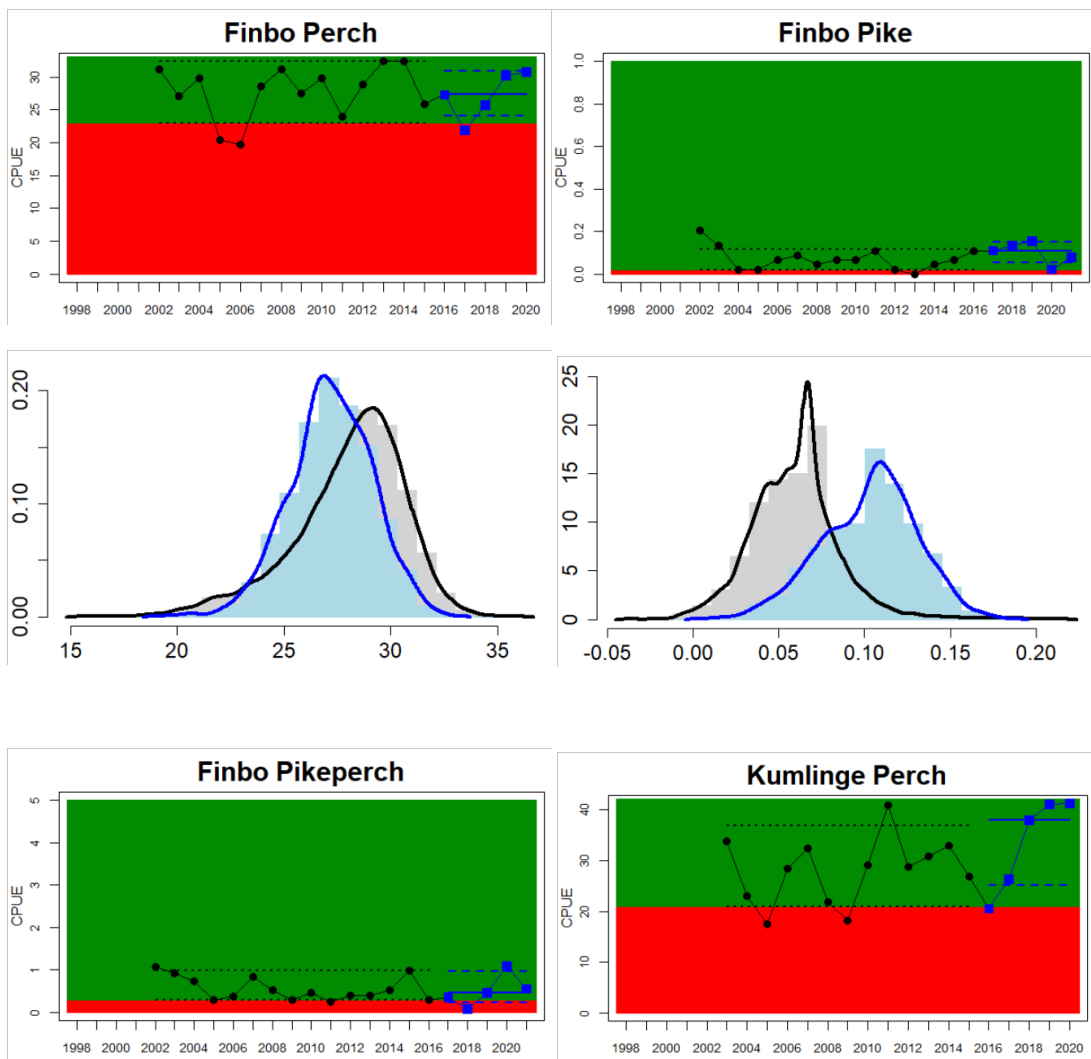 Finbo Perch
CPUE
0 5 10 15 20 25 30
1998 2000 2002 2004 2006 2008 2010 2012 2014 2016 2018 2020
Finbo Pike
CPUE
0.0 0.2 0.4 0.6 0.8 1.0
1998 2000 2002 2004 2006 2008 2010 2012 2014 2016 2018 2020
0.00 0.10 0.20
15 20 25 30 35
0 5 10 15 20 25
-0.05 0.00 0.05 0.10 0.15 0.20
Finbo Pikeperch
CPUE
0 1 2 3 4 5
1998 2000 2002 2004 2006 2008 2010 2012 2014 2016 2018 2020
Kumlinge Perch
CPUE
0 10 20 30 40
1998 2000 2002 2004 2006 2008 2010 2012 2014 2016 2018 2020